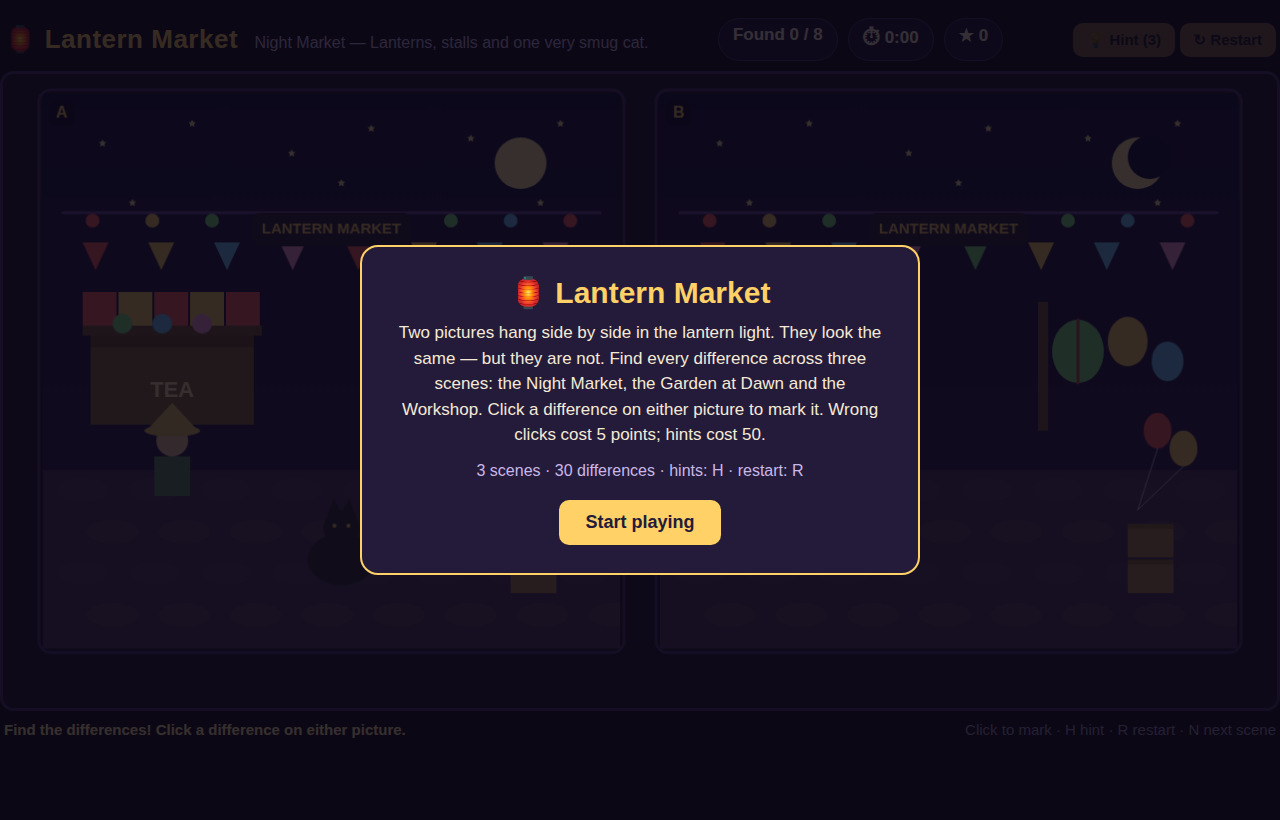 🏮 Lantern Market Night Market — Lanterns, stalls and one very smug cat. Found 0 / 8 ⏱ 0:00 ★ 0 💡 Hint (3) ↻ Restart
A B
LANTERN MARKET LANTERN MARKET
🏮 Lantern Market
Two pictures hang side by side in the lantern light. They look the
same — but they are not. Find every difference across three
scenes: the Night Market, the Garden at Dawn and the
Workshop. Click a difference on either picture to mark it. Wrong
clicks cost 5 points; hints cost 50.
3 scenes · 30 differences · hints: H · restart: R
Start playing
TEA
Find the differences! Click a difference on either picture. Click to mark · H hint · R restart · N next scene